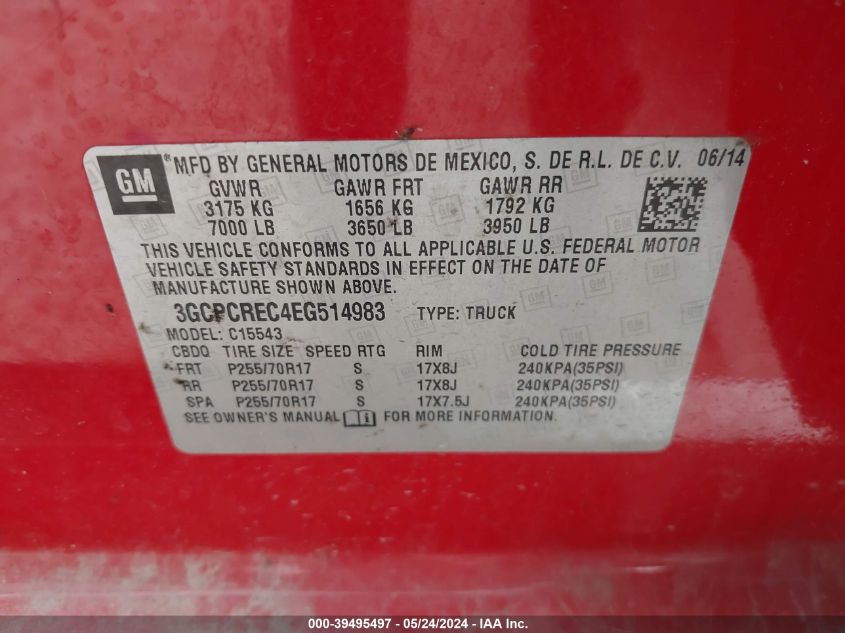 GM ® MFD BY GENERAL MOTORS DE MEXICO, S. DE R.L. DE C.V. 06/14
GVWR GAWR FRT GAWR RR
3175 KG 1656 KG 1792 KG
7000 LB 3650 LB 3950 LB
THIS VEHICLE CONFORMS TO ALL APPLICABLE U.S. FEDERAL MOTOR
VEHICLE SAFETY STANDARDS IN EFFECT ON THE DATE OF
MANUFACTURE SHOWN ABOVE.
3GCPCREC4EG514983 TYPE: TRUCK
MODEL: C15543
CBDQ TIRE SIZE SPEED RTG RIM COLD TIRE PRESSURE
FRT P255/70R17 S 17X8J 240KPA(35PSI)
RR P255/70R17 S 17X8J 240KPA(35PSI)
SPA P255/70R17 S 17X7.5J 240KPA(35PSI)
SEE OWNER'S MANUAL FOR MORE INFORMATION.
000-39495497 - 05/24/2024 - IAA Inc.